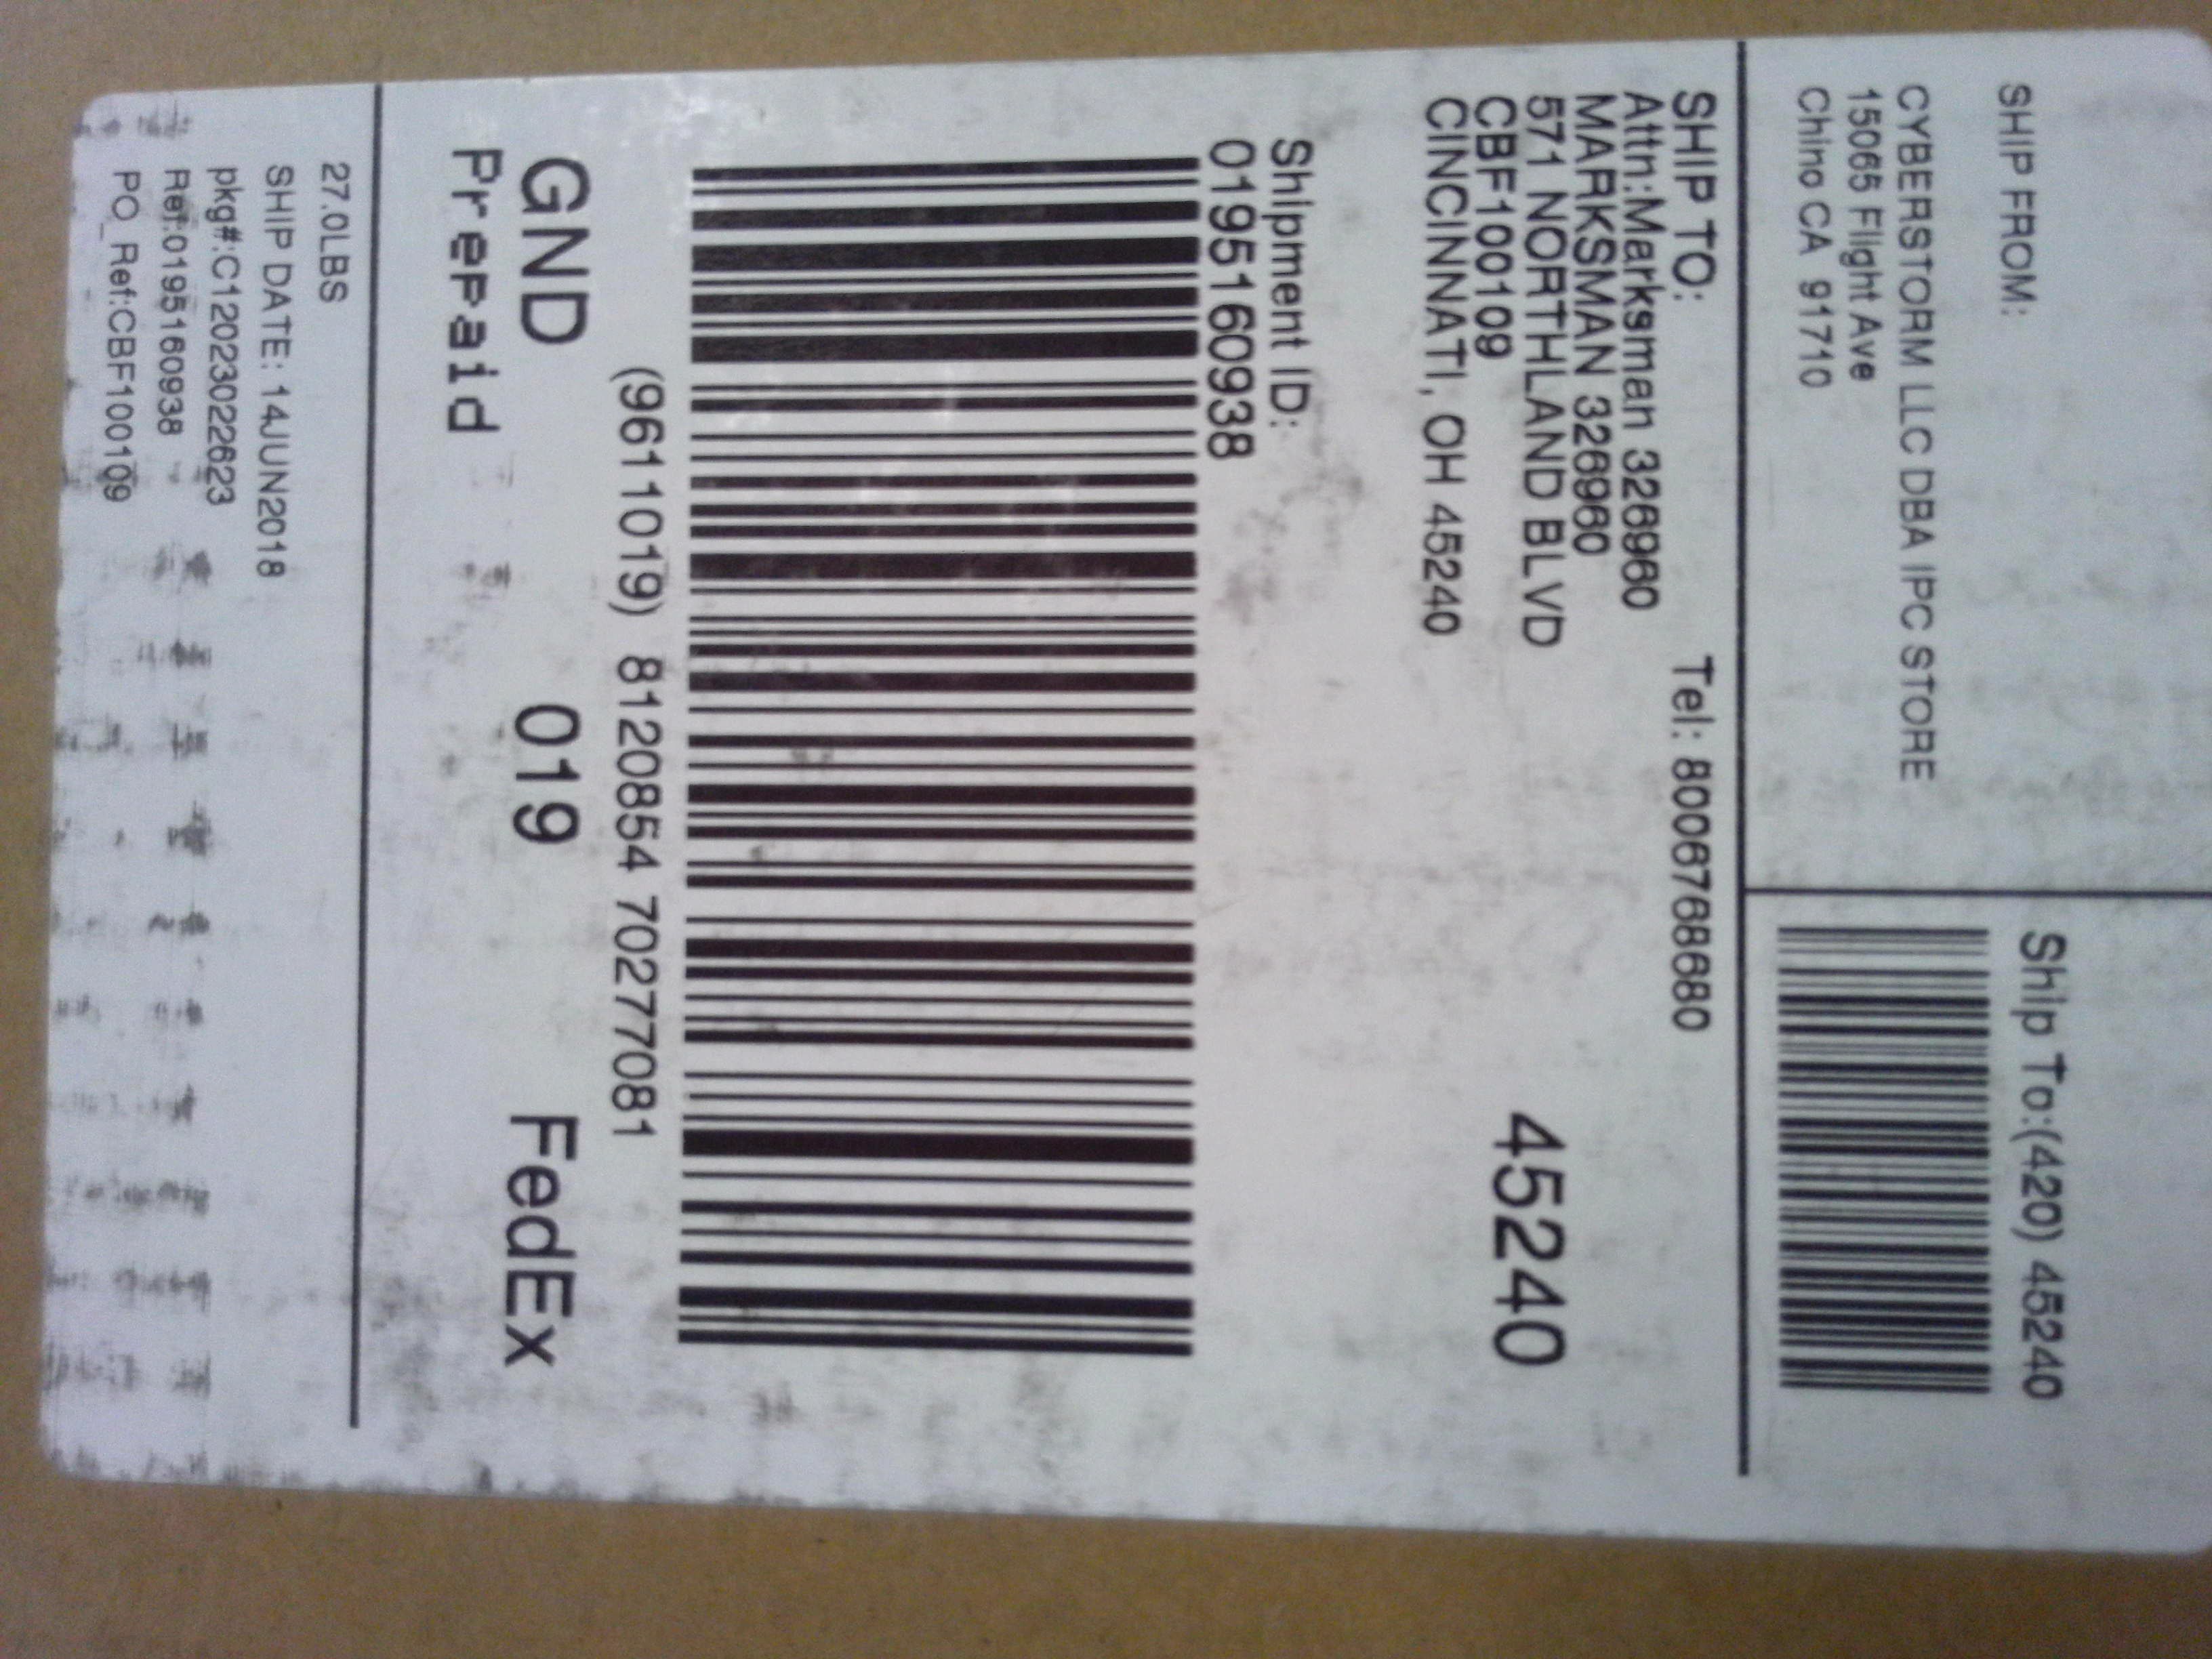 SHIP FROM:
CYBERSTORM LLC DBA IPC STORE
15065 Flight Ave
Chino CA 91710
Ship To:(420) 45240
SHIP TO:
Tel: 8006768680
Attn:Marksman 326960
MARKSMAN 326960
571 NORTHLAND BLVD
CBF100109
CINCINNATI, OH 45240
45240
Shipment ID:
0195160938
(9611019) 8120854 70277081
GND 019 FedEx
Prepaid
27.0LBS
SHIP DATE: 14JUN2018
pkg#:C12023022623
Ref:0195160938
PO_Ref:CBF100109